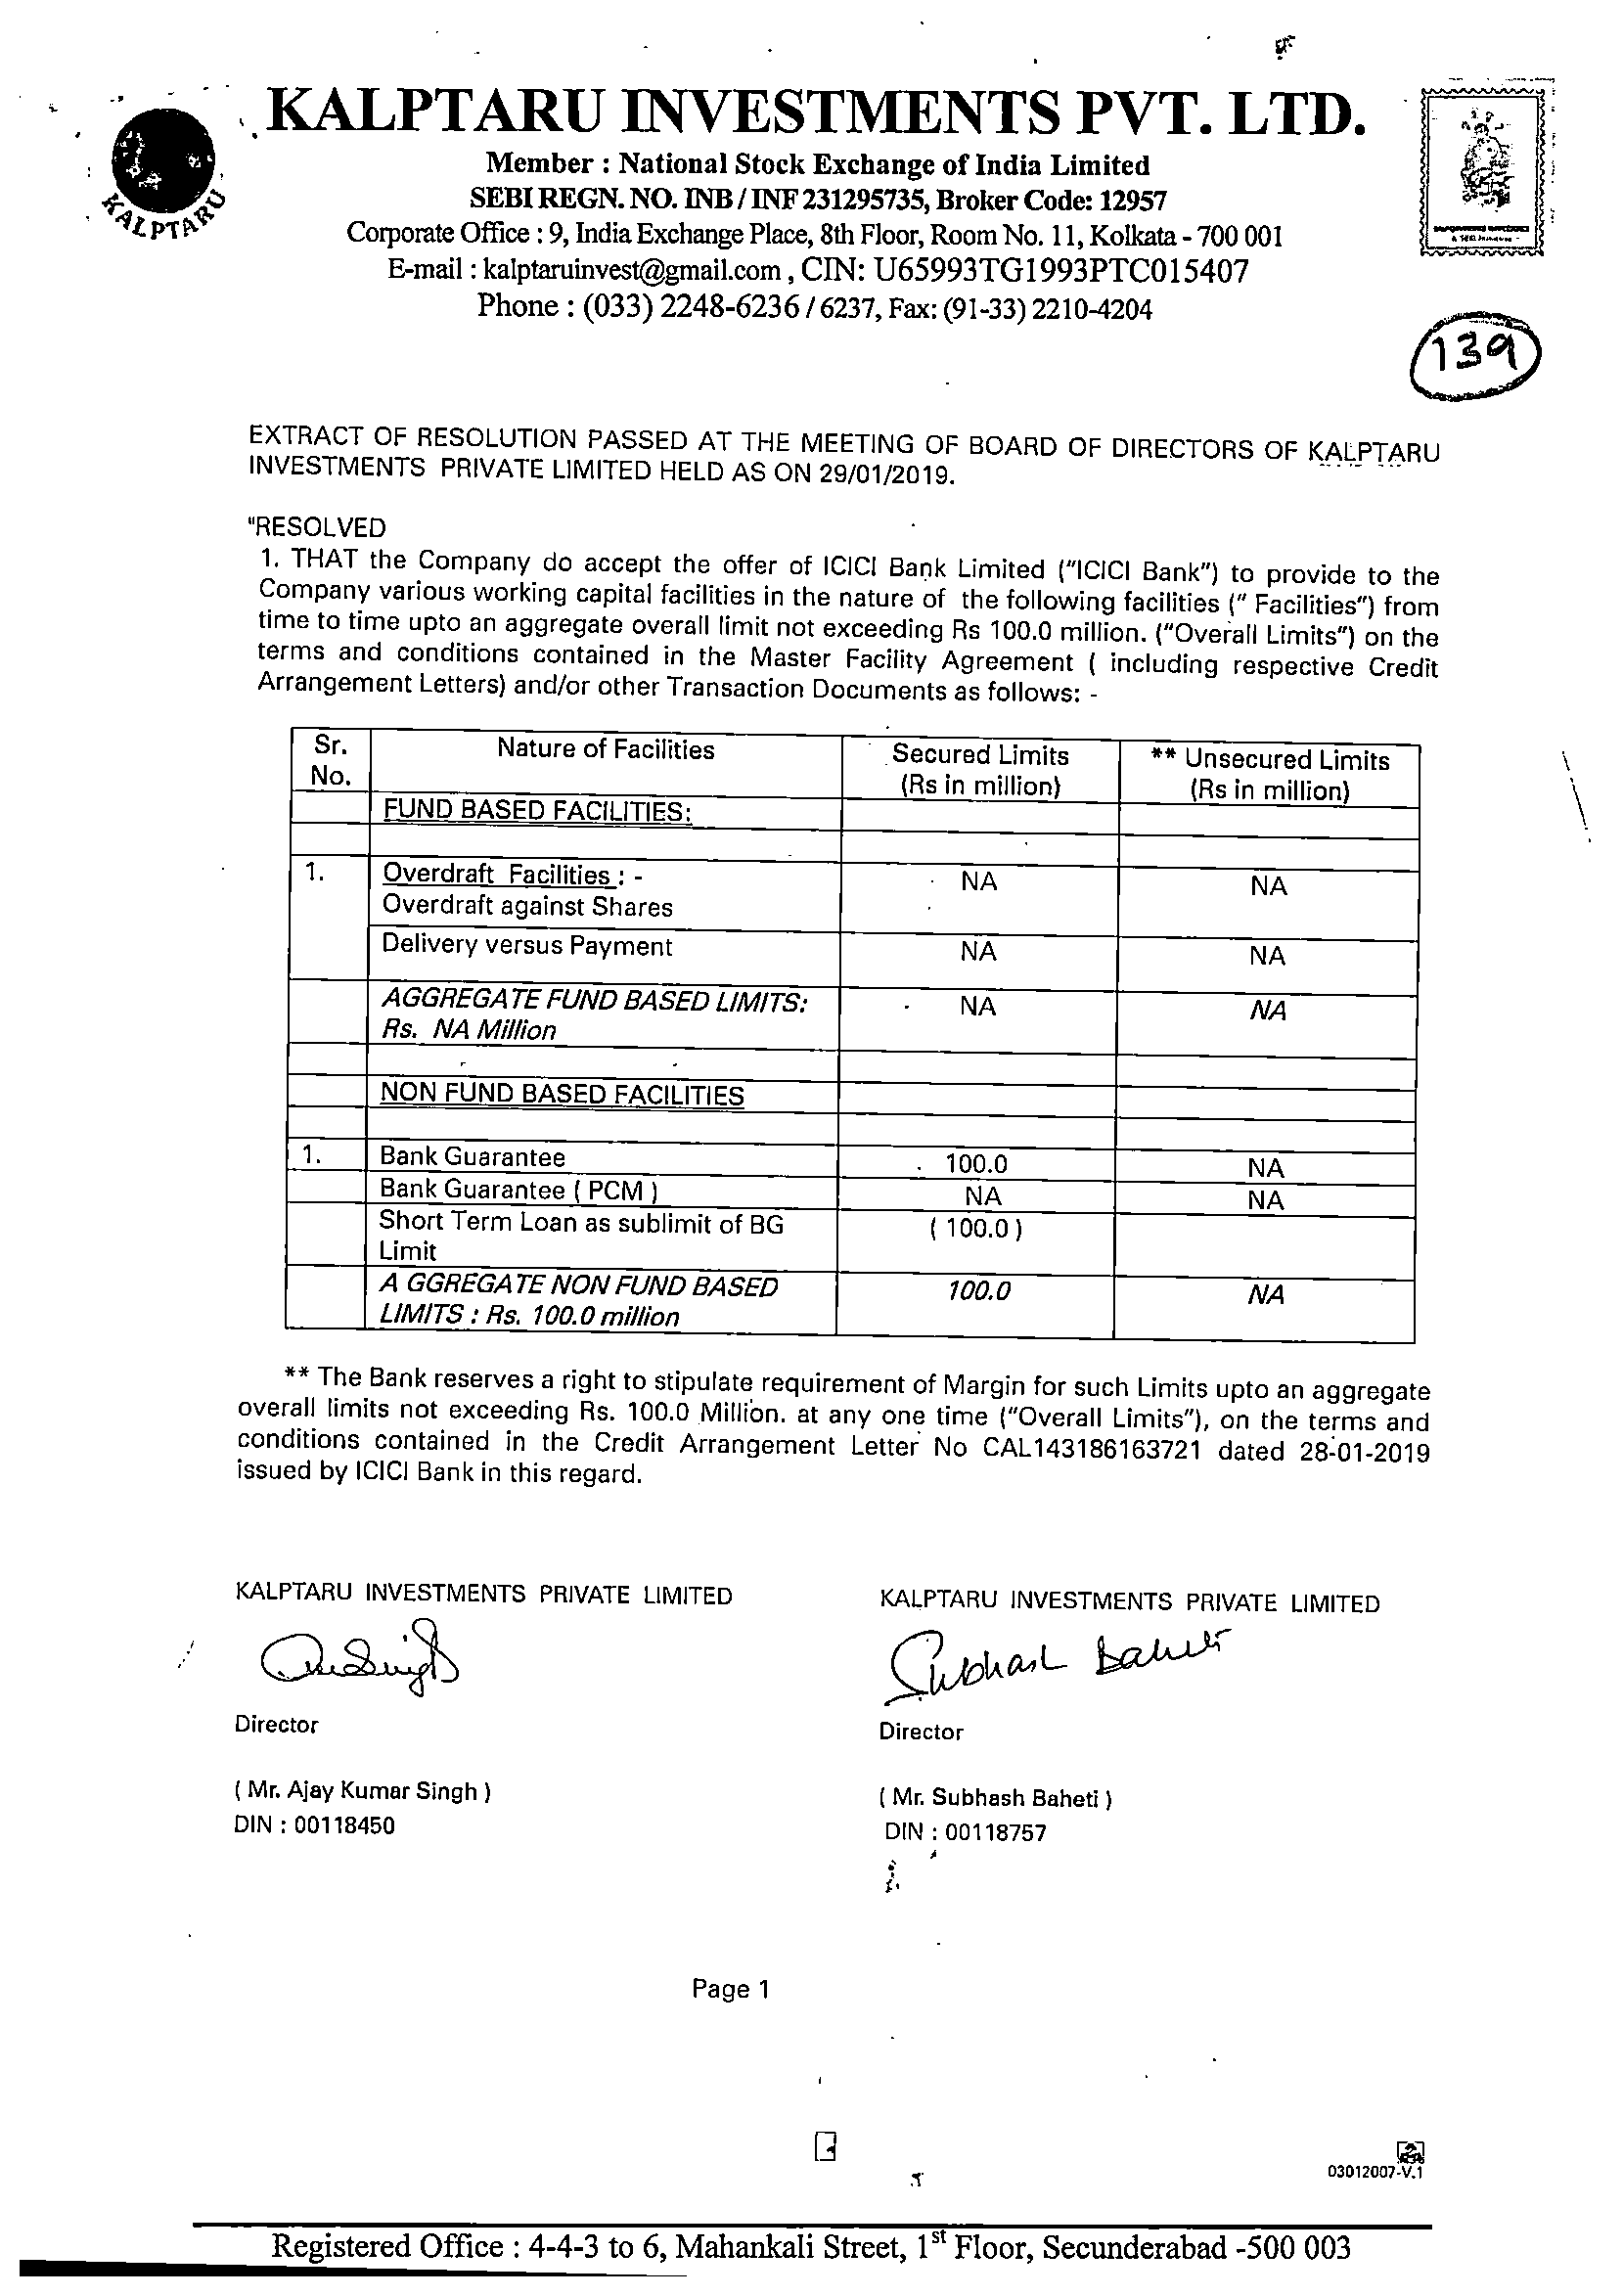 KALPTARU INVESTMENTS PVT. LTD.
Member : National Stock Exchange of India Limited
SEBI REGN. NO. INB / INF 231295735, Broker Code: 12957
Corporate Office : 9, India Exchange Place, 8th Floor, Room No. 11, Kolkata - 700 001
E-mail : kalptaruinvest@gmail.com , CIN: U65993TG1993PTC015407
Phone : (033) 2248-6236 / 6237, Fax: (91-33) 2210-4204
KALPTARU
139
EXTRACT OF RESOLUTION PASSED AT THE MEETING OF BOARD OF DIRECTORS OF KALPTARU
INVESTMENTS PRIVATE LIMITED HELD AS ON 29/01/2019.
"RESOLVED
1. THAT the Company do accept the offer of ICICI Bank Limited ("ICICI Bank") to provide to the
Company various working capital facilities in the nature of the following facilities (" Facilities") from
time to time upto an aggregate overall limit not exceeding Rs 100.0 million. ("Overall Limits") on the
terms and conditions contained in the Master Facility Agreement ( including respective Credit
Arrangement Letters) and/or other Transaction Documents as follows: -
Sr. No. Nature of Facilities Secured Limits (Rs in million) ** Unsecured Limits (Rs in million)
FUND BASED FACILITIES:
1. Overdraft Facilities : - NA NA
Overdraft against Shares
Delivery versus Payment NA NA
AGGREGATE FUND BASED LIMITS: NA NA
Rs. NA Million
NON FUND BASED FACILITIES
1. Bank Guarantee 100.0 NA
Bank Guarantee ( PCM ) NA NA
Short Term Loan as sublimit of BG ( 100.0 )
Limit
A GGREGATE NON FUND BASED 100.0 NA
LIMITS : Rs. 100.0 million
** The Bank reserves a right to stipulate requirement of Margin for such Limits upto an aggregate
overall limits not exceeding Rs. 100.0 Million. at any one time ("Overall Limits"), on the terms and
conditions contained in the Credit Arrangement Letter No CAL143186163721 dated 28-01-2019
issued by ICICI Bank in this regard.
KALPTARU INVESTMENTS PRIVATE LIMITED KALPTARU INVESTMENTS PRIVATE LIMITED
Subhash Baheti
Director Director
( Mr. Ajay Kumar Singh ) ( Mr. Subhash Baheti )
DIN : 00118450 DIN : 00118757
Page 1
03012007-V.1
Registered Office : 4-4-3 to 6, Mahankali Street, 1st Floor, Secunderabad -500 003